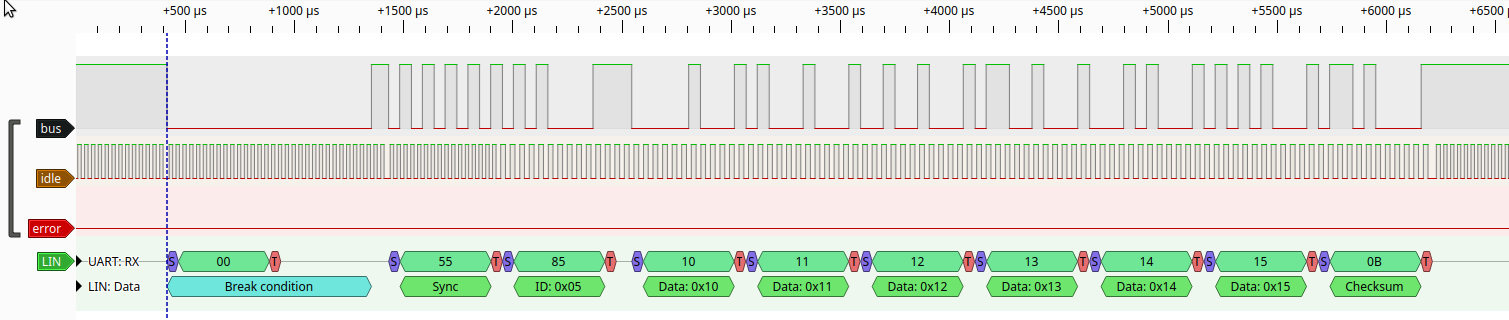 +500 µs +1000 µs +1500 µs +2000 µs +2500 µs +3000 µs +3500 µs +4000 µs +4500 µs +5000 µs +5500 µs +6000 µs +6500
bus
idle
error
LIN UART: RX S 00 T S 55 T S 85 T S 10 T S 11 T S 12 T S 13 T S 14 T S 15 T S 0B T
LIN: Data Break condition Sync ID: 0x05 Data: 0x10 Data: 0x11 Data: 0x12 Data: 0x13 Data: 0x14 Data: 0x15 Checksum